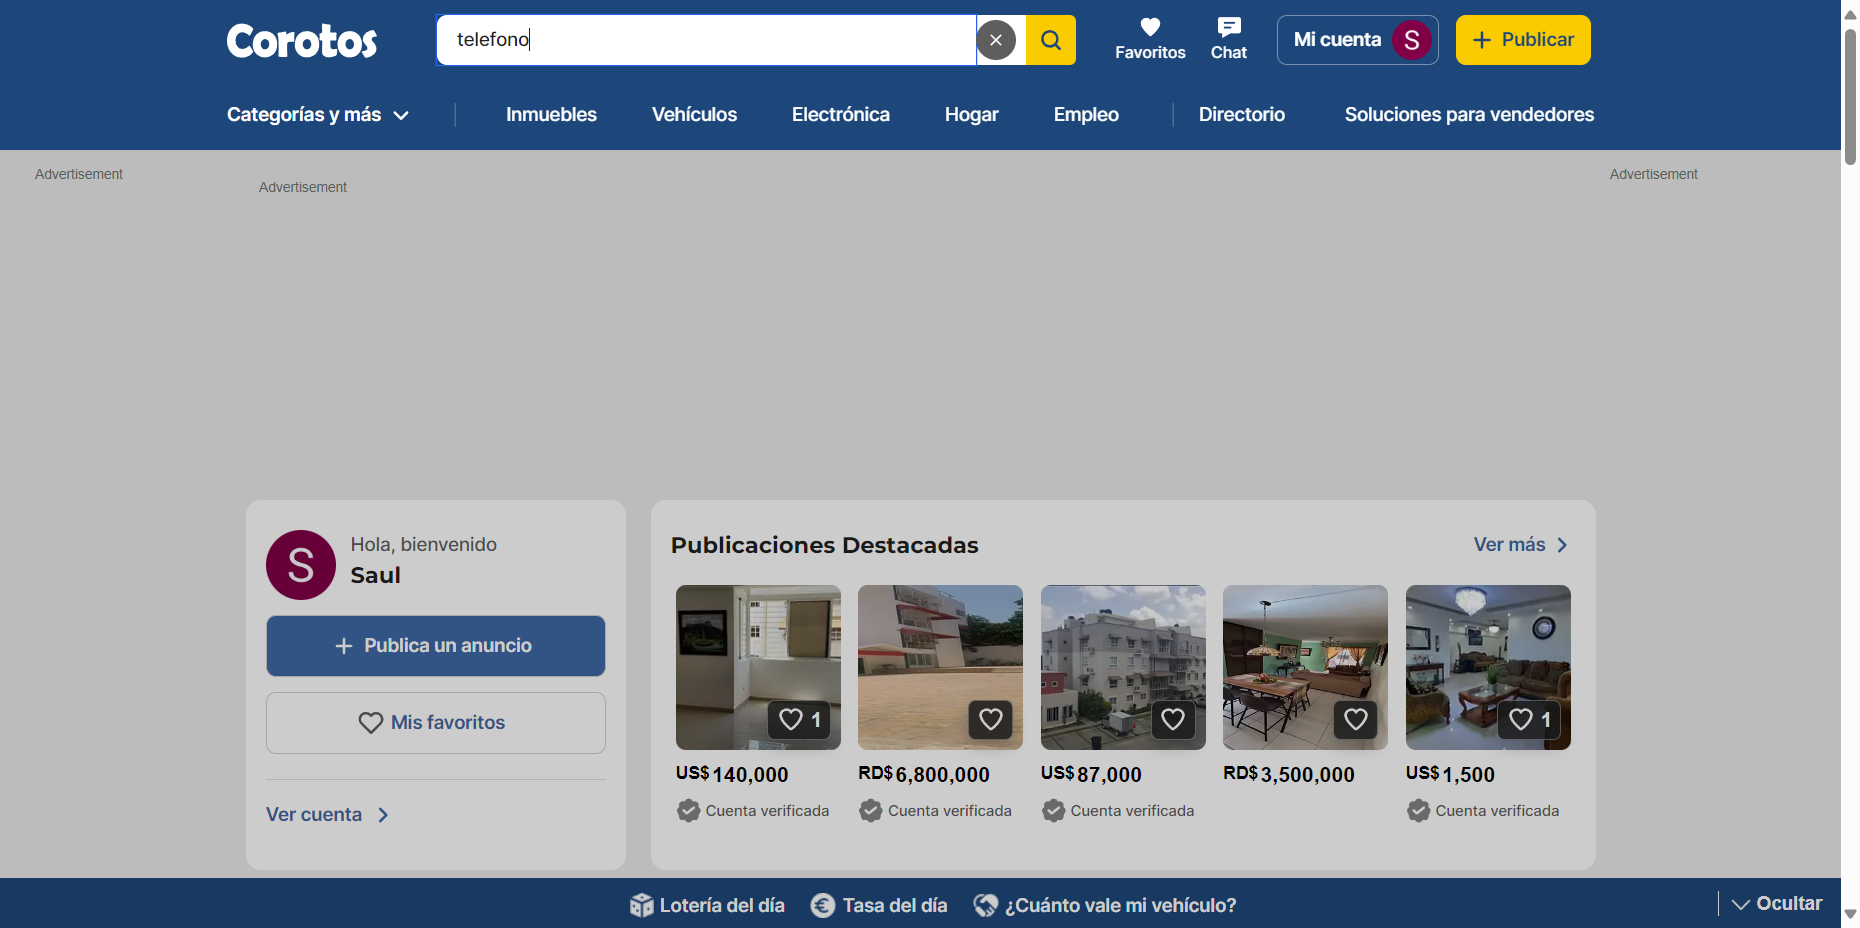 Corotos
telefono
Favoritos
Chat
Mi cuenta
S
Publicar
Categorías y más
Inmuebles
Vehículos
Electrónica
Hogar
Empleo
Directorio
Soluciones para vendedores
Advertisement
Advertisement
Advertisement
S
Hola, bienvenido
Saul
Publica un anuncio
Mis favoritos
Ver cuenta
Publicaciones Destacadas
Ver más
1
1
US$ 140,000
RD$ 6,800,000
US$ 87,000
RD$ 3,500,000
US$ 1,500
Cuenta verificada
Cuenta verificada
Cuenta verificada
Cuenta verificada
Lotería del día
Tasa del día
¿Cuánto vale mi vehículo?
Ocultar